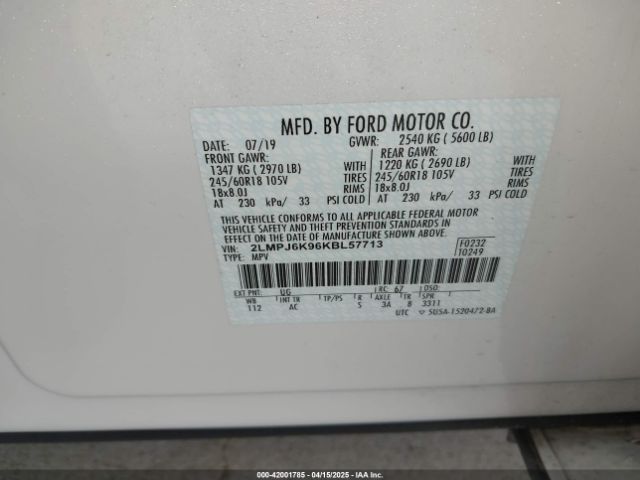 MFD. BY FORD MOTOR CO.
DATE: 07/19 GVWR: 2540 KG ( 5600 LB)
FRONT GAWR: REAR GAWR:
1347 KG ( 2970 LB) WITH 1220 KG ( 2690 LB) WITH
245/60R18 105V TIRES 245/60R18 105V TIRES
18x8.0J RIMS 18x8.0J RIMS
AT 230 kPa/ 33 PSI COLD AT 230 kPa/ 33 PSI COLD
THIS VEHICLE CONFORMS TO ALL APPLICABLE FEDERAL MOTOR
VEHICLE SAFETY AND THEFT PREVENTION STANDARDS IN
EFFECT ON THE DATE OF MANUFACTURE SHOWN ABOVE.
VIN: 2LMPJ6K96KBL57713 F0232
TYPE: MPV T0249
EXT PNT: UG RC: 67 DSO:
WB INT TR TP/PS R AXLE TR SPR
112 AC S 3A 8 3311
UTC 5U5A-1520472-BA
000-42001785 - 04/15/2025 - IAA Inc.